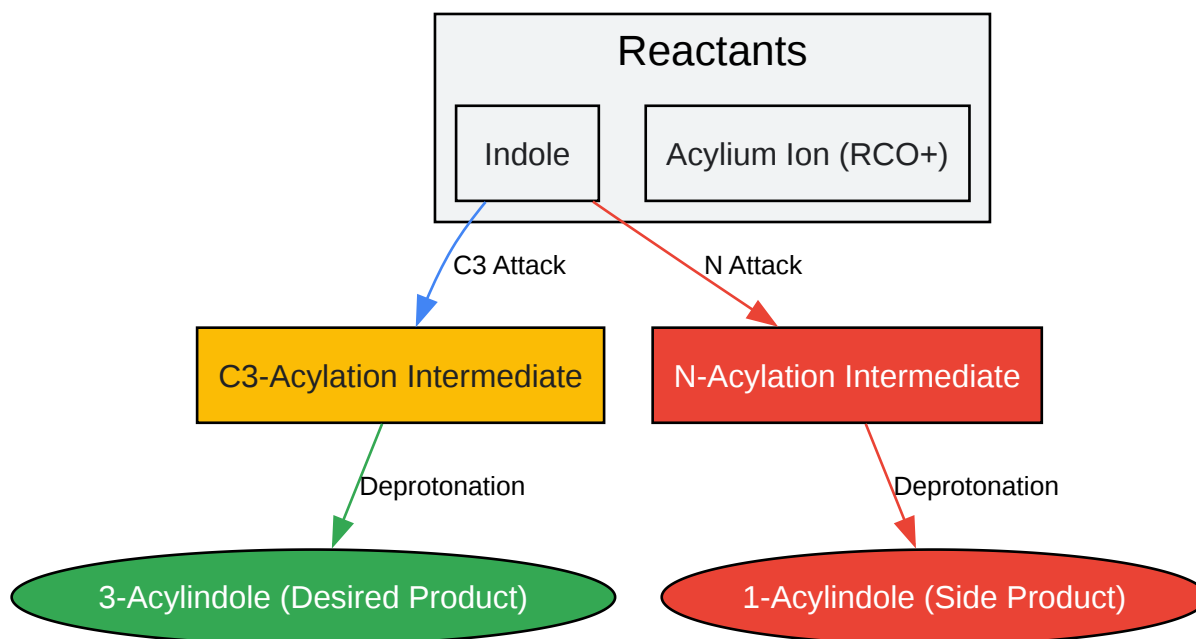 Reactants
Indole
Acylium Ion (RCO+)
C3 Attack
N Attack
C3-Acylation Intermediate
N-Acylation Intermediate
Deprotonation
Deprotonation
3-Acylindole (Desired Product)
1-Acylindole (Side Product)